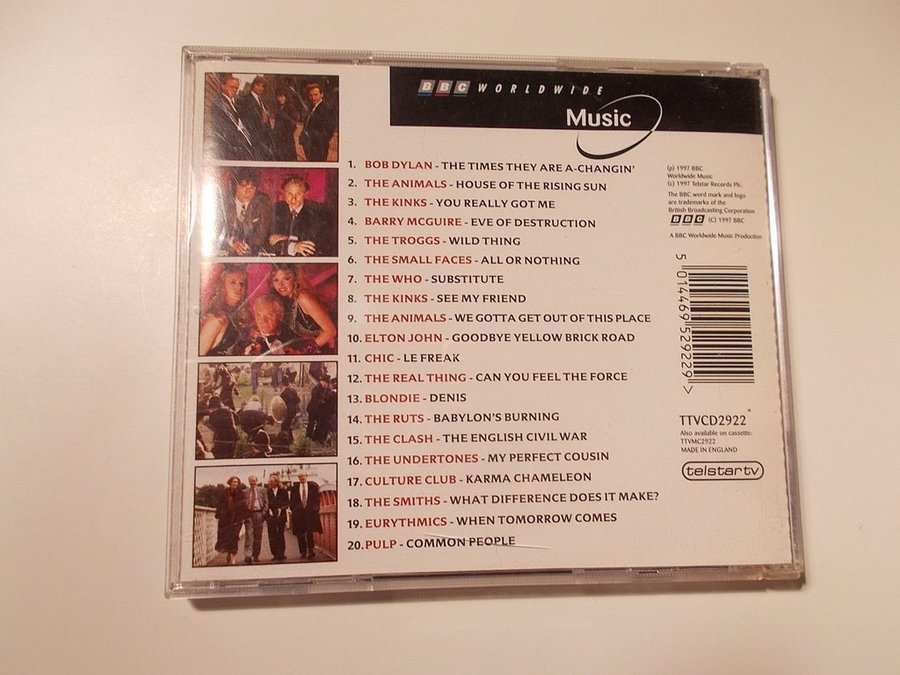 BBC WORLDWIDE
Music
1. BOB DYLAN - THE TIMES THEY ARE A-CHANGIN'
2. THE ANIMALS - HOUSE OF THE RISING SUN
3. THE KINKS - YOU REALLY GOT ME
4. BARRY MCGUIRE - EVE OF DESTRUCTION
5. THE TROGGS - WILD THING
6. THE SMALL FACES - ALL OR NOTHING
7. THE WHO - SUBSTITUTE
8. THE KINKS - SEE MY FRIEND
9. THE ANIMALS - WE GOTTA GET OUT OF THIS PLACE
10. ELTON JOHN - GOODBYE YELLOW BRICK ROAD
11. CHIC - LE FREAK
12. THE REAL THING - CAN YOU FEEL THE FORCE
13. BLONDIE - DENIS
14. THE RUTS - BABYLON'S BURNING
15. THE CLASH - THE ENGLISH CIVIL WAR
16. THE UNDERTONES - MY PERFECT COUSIN
17. CULTURE CLUB - KARMA CHAMELEON
18. THE SMITHS - WHAT DIFFERENCE DOES IT MAKE?
19. EURYTHMICS - WHEN TOMORROW COMES
20. PULP - COMMON PEOPLE
(p) 1997 BBC
Worldwide Music
(c) 1997 Telstar Records Plc.
The BBC word mark and logo
are trademarks of the
British Broadcasting Corporation
BBC (C) 1997 BBC
A BBC Worldwide Music Production
5 014469 529229 >
TTVCD2922
Also available on cassette:
TTVMC2922
MADE IN ENGLAND
telstartv